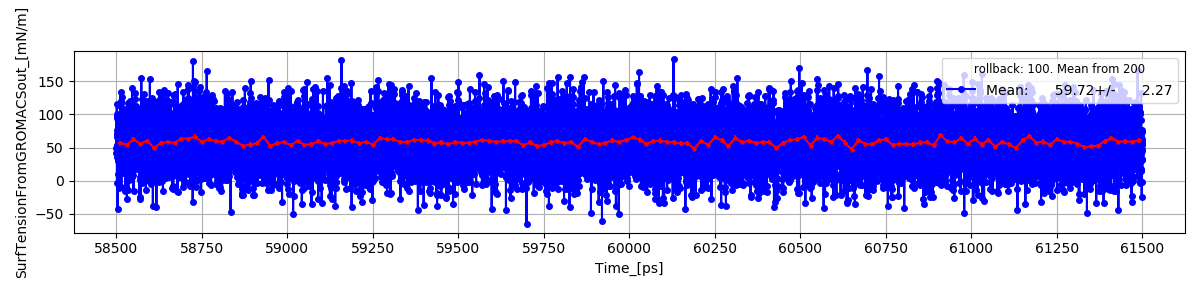 SurfTensionFromGROMACSout_[mN/m]
150
100
50
0
−50
rollback: 100. Mean from 200
Mean: 59.72+/- 2.27
58500 58750 59000 59250 59500 59750 60000 60250 60500 60750 61000 61250 61500
Time_[ps]